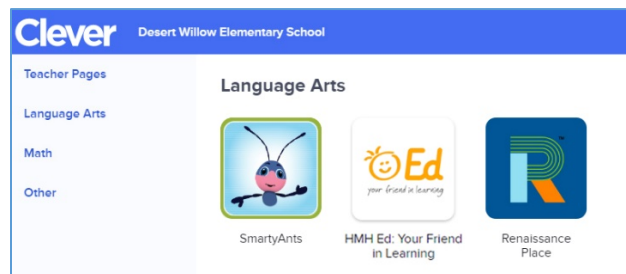 Clever Desert Willow Elementary School
Teacher Pages
Language Arts
Math
Other
Language Arts
Ed
your friend in learning
R
SmartyAnts
HMH Ed: Your Friend
in Learning
Renaissance
Place